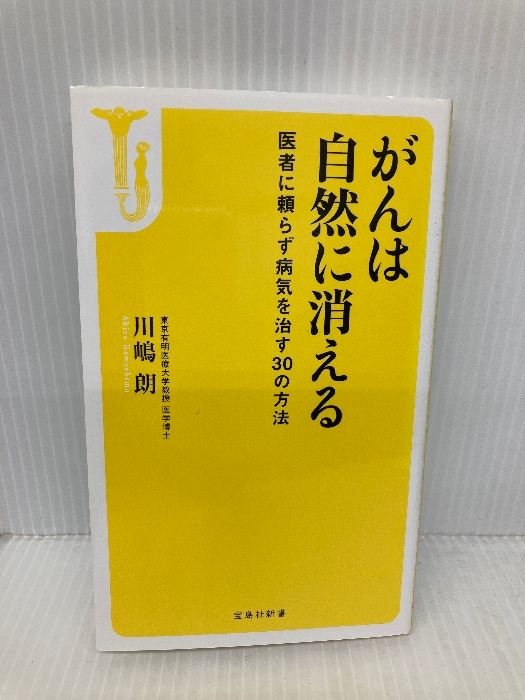 がんは
自然に消える
医者に頼らず病気を治す30の方法
東京有明医療大学教授 医学博士
川嶋 朗
Akira Kawashima
宝島社新書